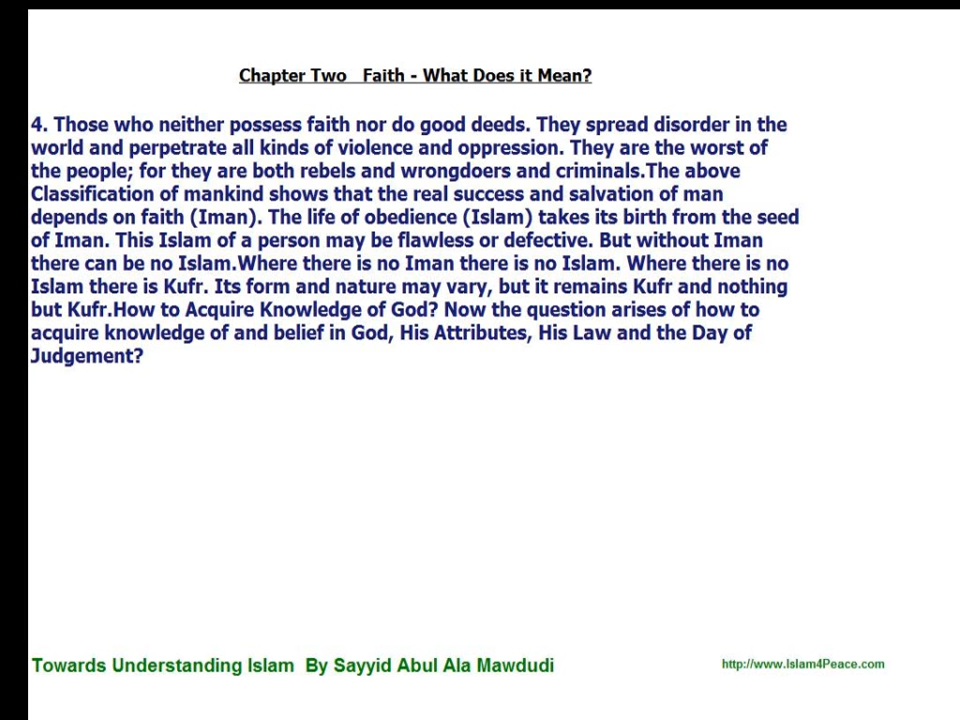 Chapter Two   Faith - What Does it Mean?
4. Those who neither possess faith nor do good deeds. They spread disorder in the
world and perpetrate all kinds of violence and oppression. They are the worst of
the people; for they are both rebels and wrongdoers and criminals.The above
Classification of mankind shows that the real success and salvation of man
depends on faith (Iman). The life of obedience (Islam) takes its birth from the seed
of Iman. This Islam of a person may be flawless or defective. But without Iman
there can be no Islam.Where there is no Iman there is no Islam. Where there is no
Islam there is Kufr. Its form and nature may vary, but it remains Kufr and nothing
but Kufr.How to Acquire Knowledge of God? Now the question arises of how to
acquire knowledge of and belief in God, His Attributes, His Law and the Day of
Judgement?
Towards Understanding Islam  By Sayyid Abul Ala Mawdudi
http://www.Islam4Peace.com